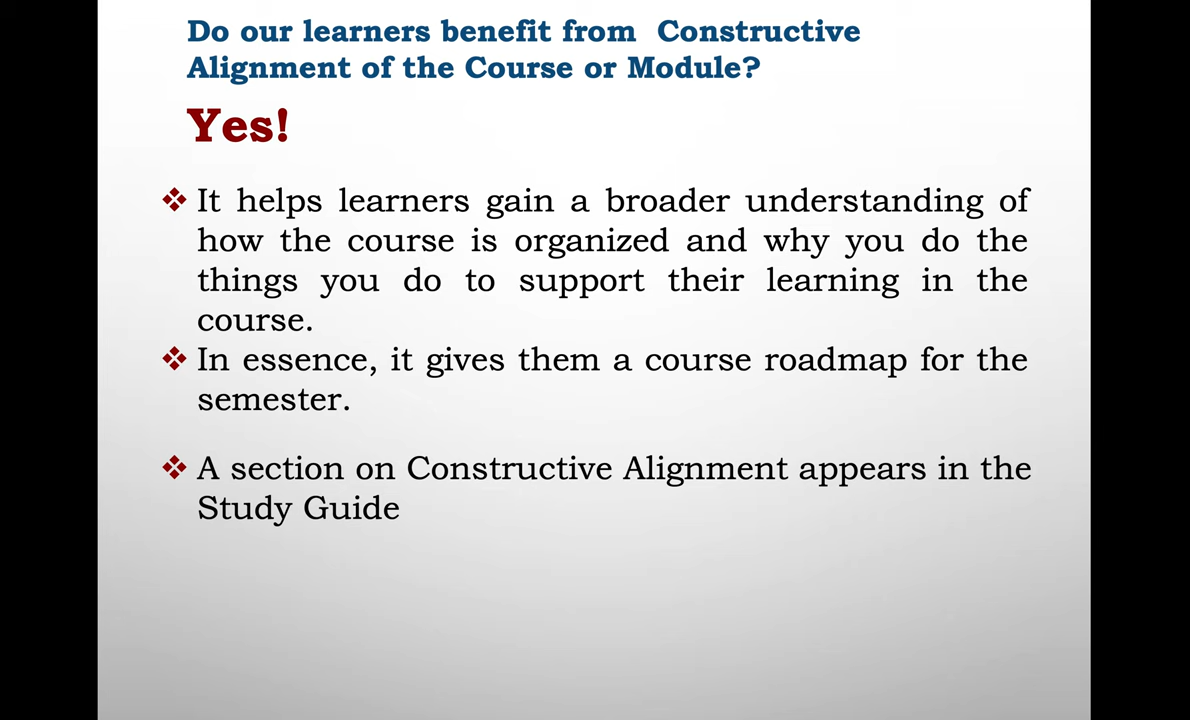 Do our learners benefit from  Constructive
Alignment of the Course or Module?
Yes!
It helps learners gain a broader understanding of
how the course is organized and why you do the
things you do to support their learning in the
course.
In essence, it gives them a course roadmap for the
semester.
A section on Constructive Alignment appears in the
Study Guide